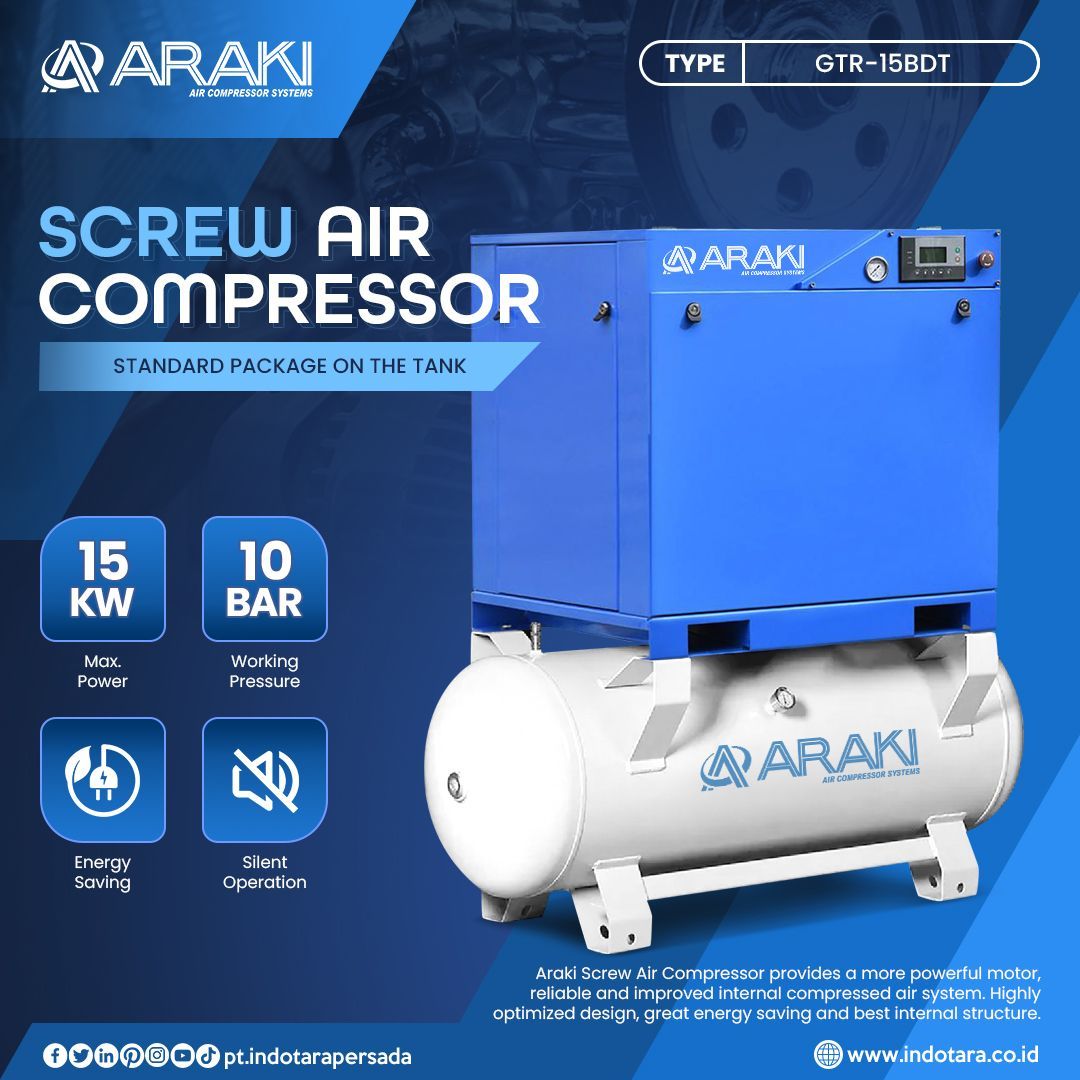 ARAKI
AIR COMPRESSOR SYSTEMS
TYPE GTR-15BDT
SCREW AIR
COMPRESSOR
STANDARD PACKAGE ON THE TANK
ARAKI
AIR COMPRESSOR SYSTEMS
15
KW
Max.
Power
10
BAR
Working
Pressure
Energy
Saving
Silent
Operation
ARAKI
AIR COMPRESSOR SYSTEMS
Araki Screw Air Compressor provides a more powerful motor,
reliable and improved internal compressed air system. Highly
optimized design, great energy saving and best internal structure.
pt.indotarapersada
www.indotara.co.id